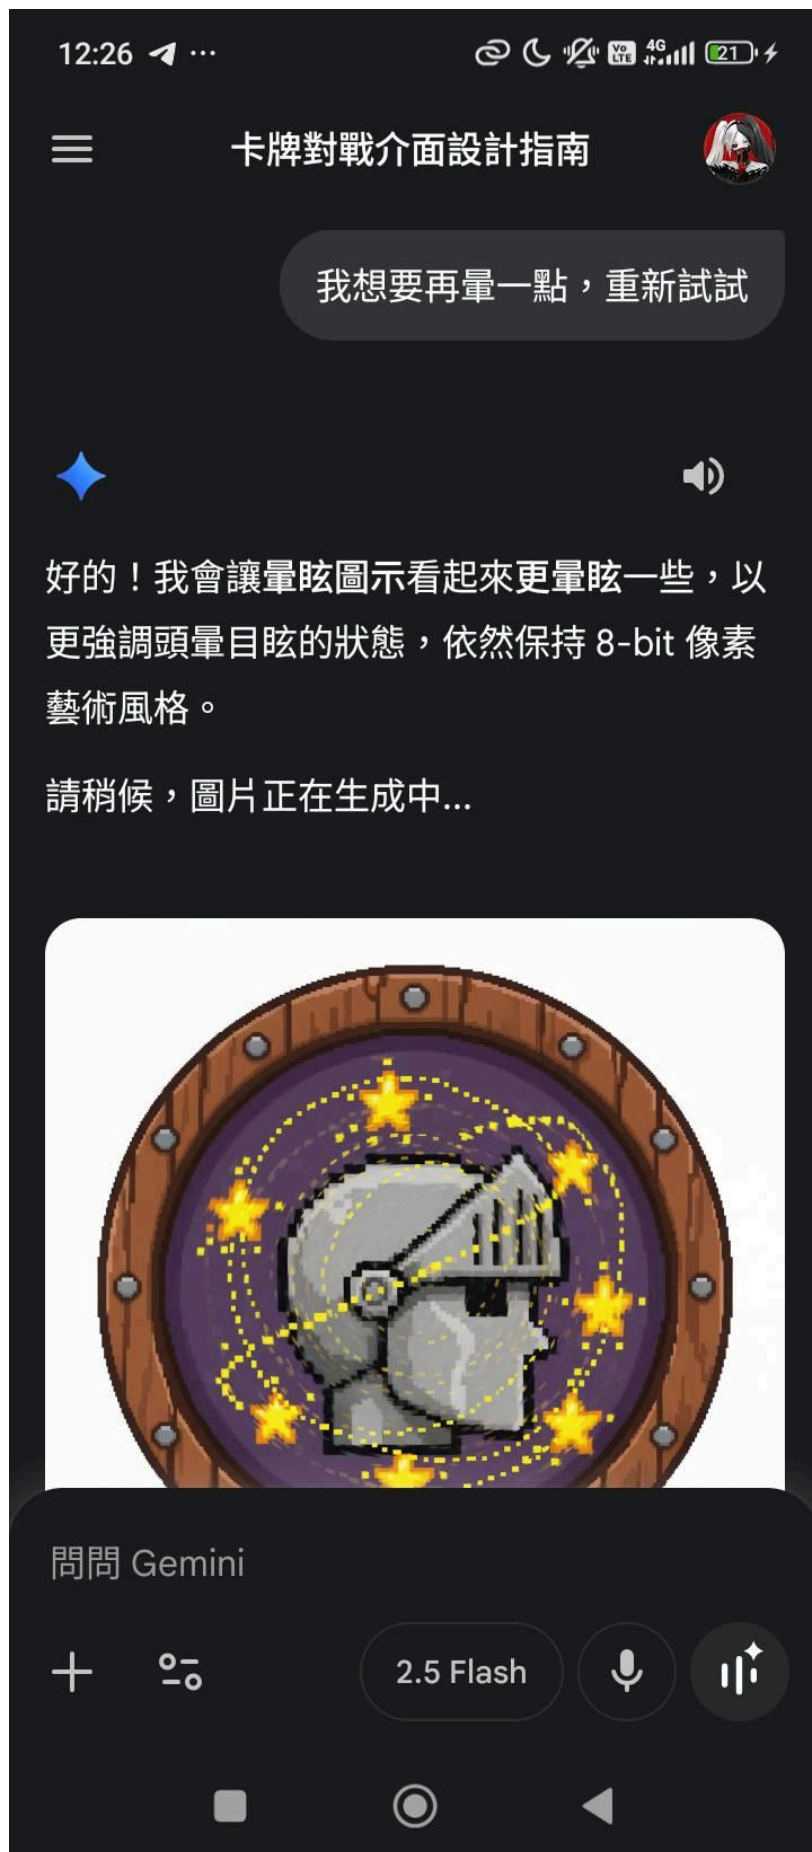 12:26
Vo LTE
4G
21
卡牌對戰介面設計指南
我想要再暈一點，重新試試
好的！我會讓暈眩圖示看起來更暈眩一些，以
更強調頭暈目眩的狀態，依然保持 8-bit 像素
藝術風格。
請稍候，圖片正在生成中...
問問 Gemini
2.5 Flash